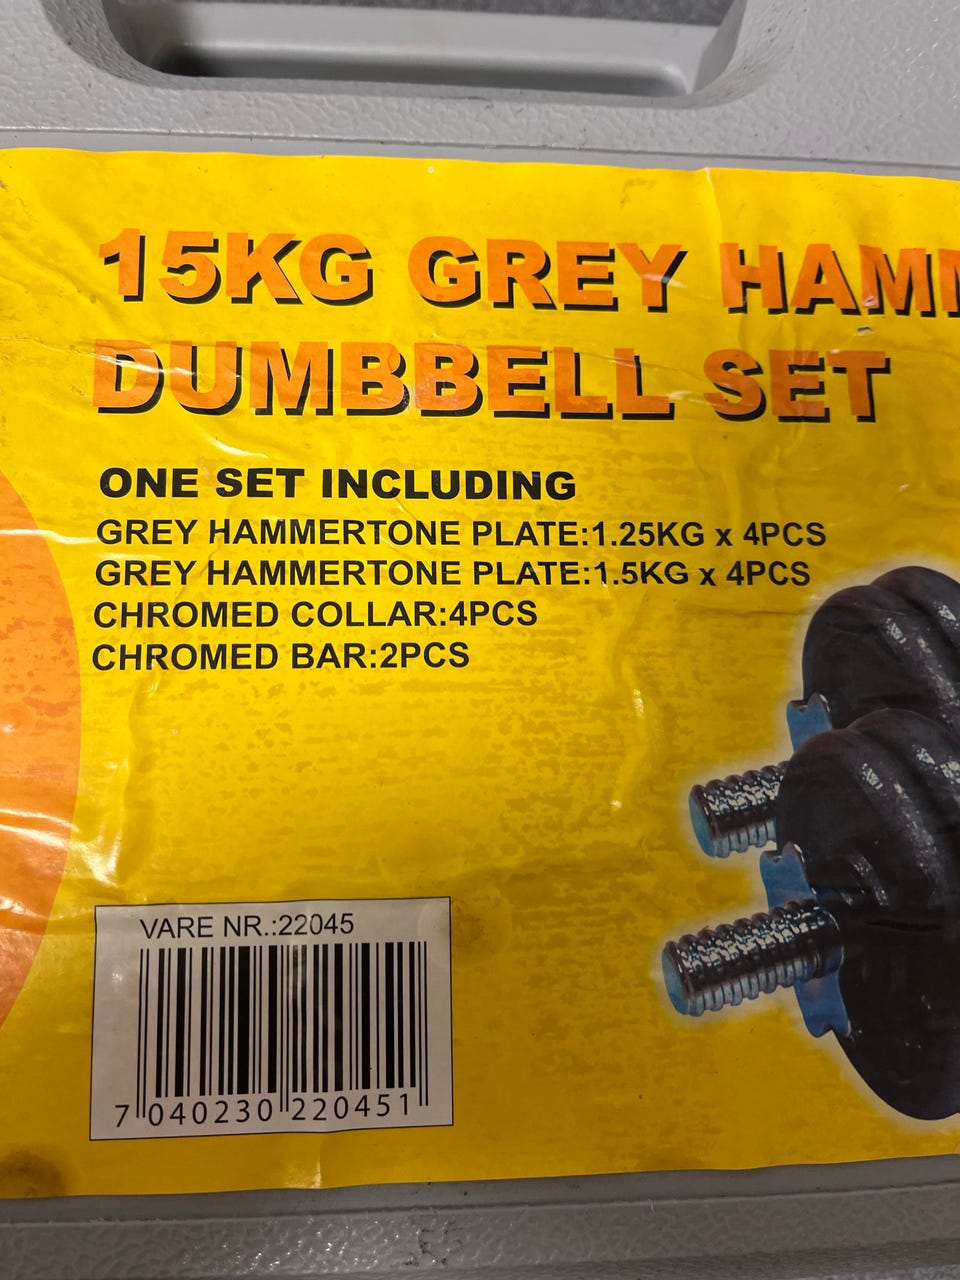 15KG GREY HAMM
DUMBBELL SET
ONE SET INCLUDING
GREY HAMMERTONE PLATE:1.25KG x 4PCS
GREY HAMMERTONE PLATE:1.5KG x 4PCS
CHROMED COLLAR:4PCS
CHROMED BAR:2PCS
VARE NR.:22045
7 040230 220451